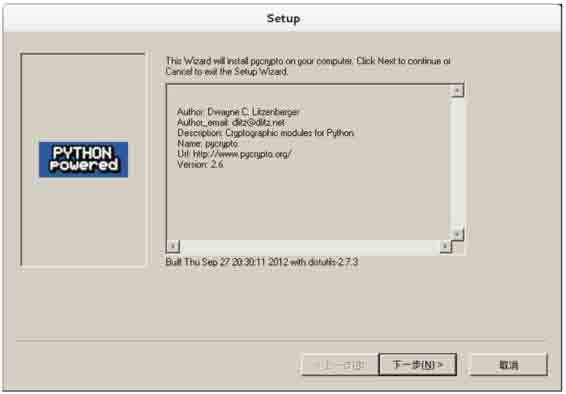 Setup
This Wizard will install pycrypto on your computer. Click Next to continue or
Cancel to exit the Setup Wizard.
PYTHON
powered
Author: Dwayne C. Litzenberger
Author_email: dlitz@dlitz.net
Description: Cryptographic modules for Python.
Name: pycrypto
Url: http://www.pycrypto.org/
Version: 2.6
Built Thu Sep 27 20:30:11 2012 with distutils-2.7.3
<上一步(B) 下一步(N) > 取消